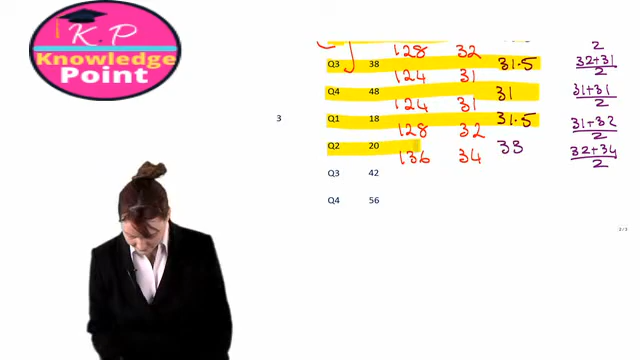 K.P
Knowledge
Point
2
128 32
Q3 38 31.5 32+31
2
124 31
Q4 48 31 31+31
2
124 31
3 Q1 18 31.5 31+32
2
128 32
Q2 20 33 32+34
2
136 34
Q3 42
Q4 56
2/3